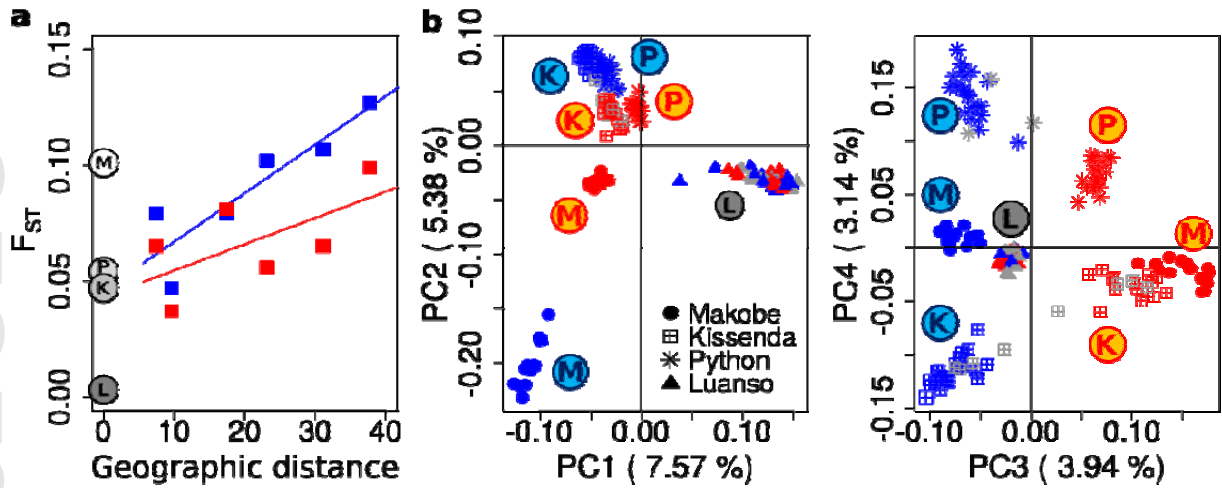 a
F_ST
0.15
0.10
0.05
0.00
M
P
K
L
0
10
20
30
40
Geographic distance
b
PC2 ( 5.38 %)
0.10
0.00
-0.10
-0.20
K
P
K
P
M
L
M
Makobe
Kissenda
Python
Luanso
-0.10
0.00
0.10
PC1 ( 7.57 %)
PC4 ( 3.14 %)
0.15
0.05
-0.05
-0.15
P
P
M
L
M
K
K
-0.10
0.00
0.10
PC3 ( 3.94 %)